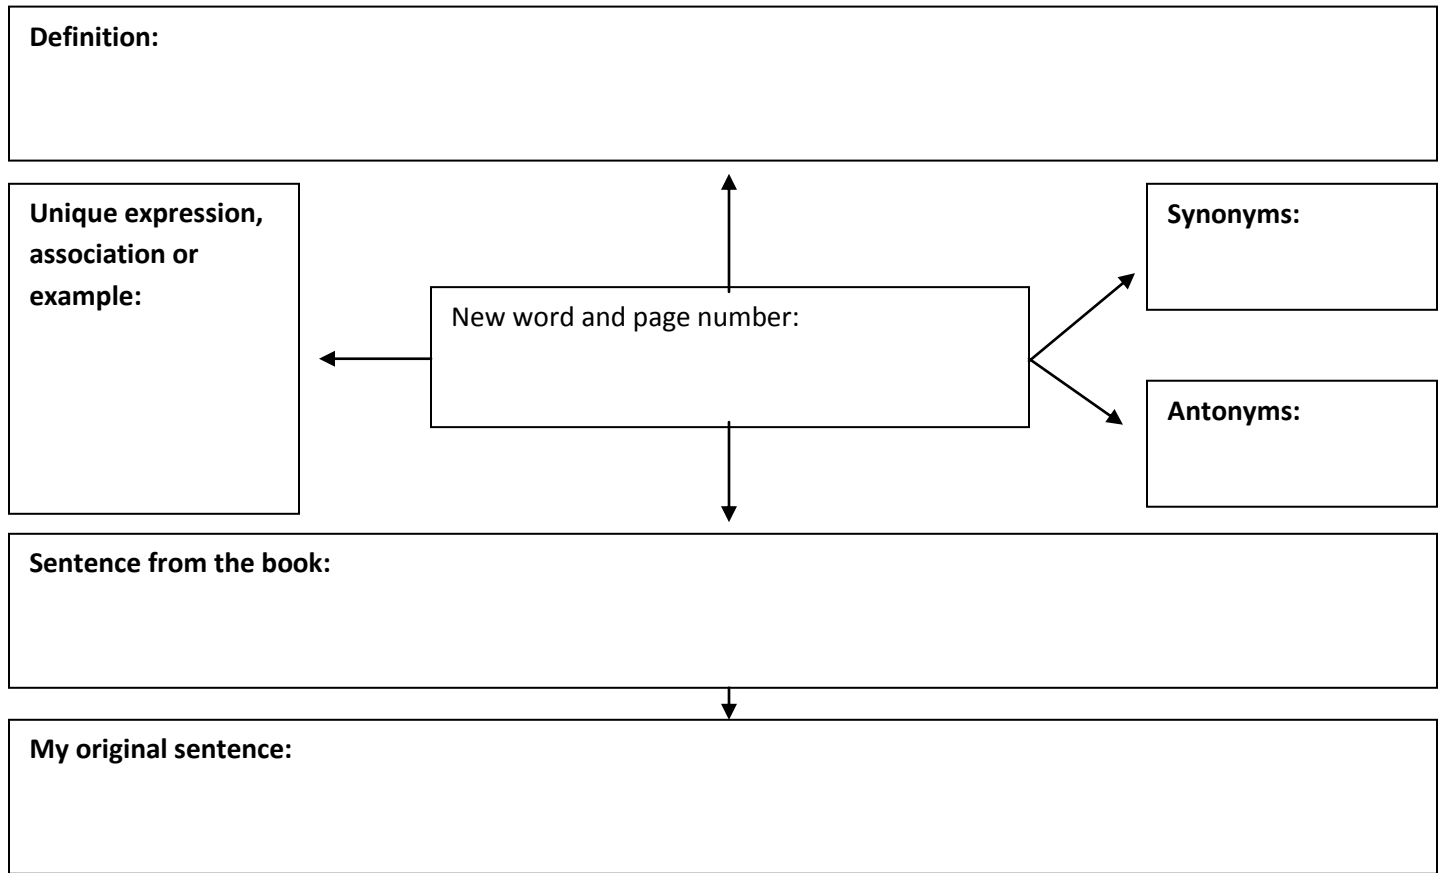 Definition:
Unique expression,
association or
example:
New word and page number:
Synonyms:
Antonyms:
Sentence from the book:
My original sentence: